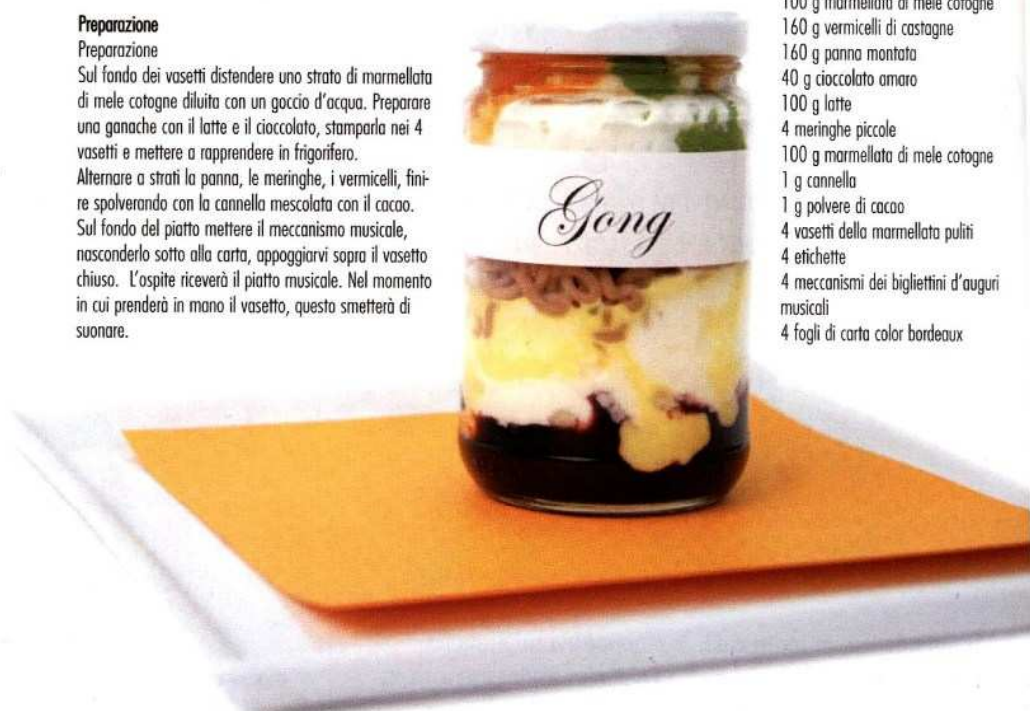 Preparazione
Preparazione
Sul fondo dei vasetti distendere uno strato di marmellata
di mele cotogne diluita con un goccio d'acqua. Preparare
una ganache con il latte e il cioccolato, stamparla nei 4
vasetti e mettere a rapprendere in frigorifero.
Alternare a strati la panna, le meringhe, i vermicelli, fini-
re spolverando con la cannella mescolata con il cacao.
Sul fondo del piatto mettere il meccanismo musicale,
nasconderlo sotto alla carta, appoggiarvi sopra il vasetto
chiuso. L'ospite riceverà il piatto musicale. Nel momento
in cui prenderà in mano il vasetto, questo smetterà di
suonare.
Gong
100 g marmellata di mele cotogne
160 g vermicelli di castagne
160 g panna montata
40 g cioccolato amaro
100 g latte
4 meringhe piccole
100 g marmellata di mele cotogne
1 g cannella
1 g polvere di cacao
4 vasetti della marmellata puliti
4 etichette
4 meccanismi dei bigliettini d'auguri
musicali
4 fogli di carta color bordeaux